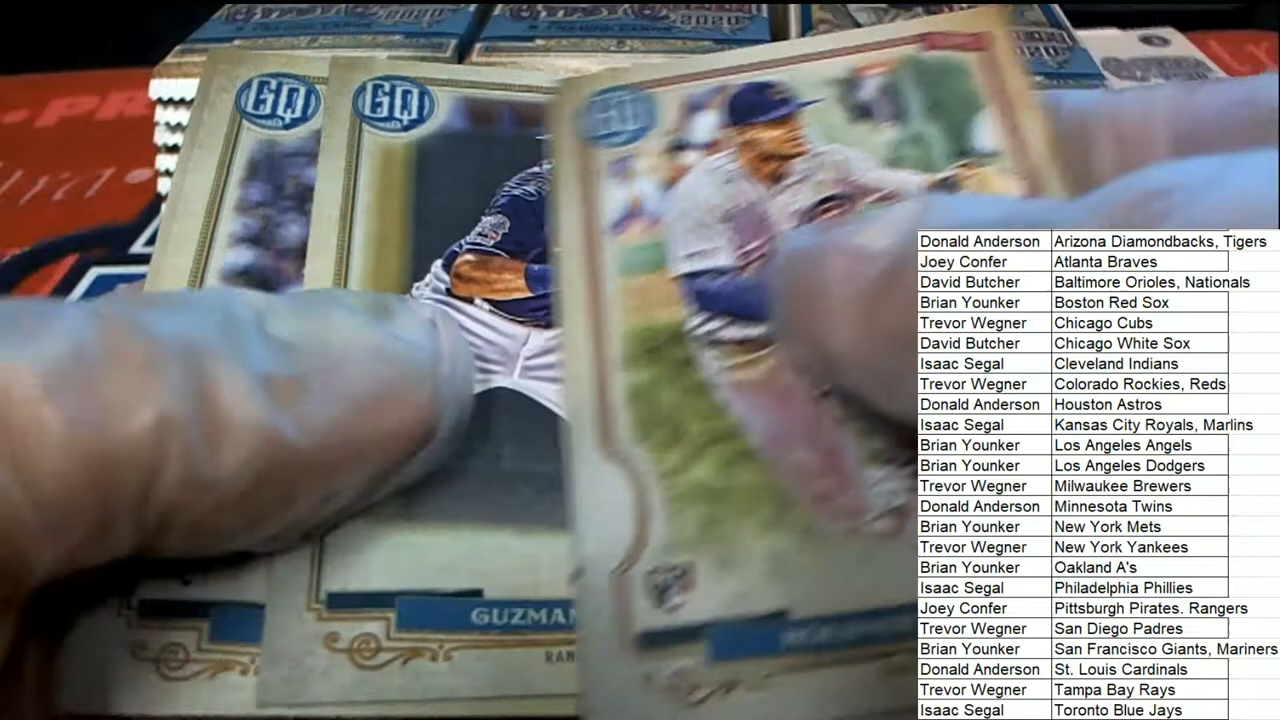 2020
2020
GQ
GQ
GQ
GUZMAN
RAN
Donald Anderson Arizona Diamondbacks, Tigers
Joey Confer Atlanta Braves
David Butcher Baltimore Orioles, Nationals
Brian Younker Boston Red Sox
Trevor Wegner Chicago Cubs
David Butcher Chicago White Sox
Isaac Segal Cleveland Indians
Trevor Wegner Colorado Rockies, Reds
Donald Anderson Houston Astros
Isaac Segal Kansas City Royals, Marlins
Brian Younker Los Angeles Angels
Brian Younker Los Angeles Dodgers
Trevor Wegner Milwaukee Brewers
Donald Anderson Minnesota Twins
Brian Younker New York Mets
Trevor Wegner New York Yankees
Brian Younker Oakland A's
Isaac Segal Philadelphia Phillies
Joey Confer Pittsburgh Pirates. Rangers
Trevor Wegner San Diego Padres
Brian Younker San Francisco Giants, Mariners
Donald Anderson St. Louis Cardinals
Trevor Wegner Tampa Bay Rays
Isaac Segal Toronto Blue Jays